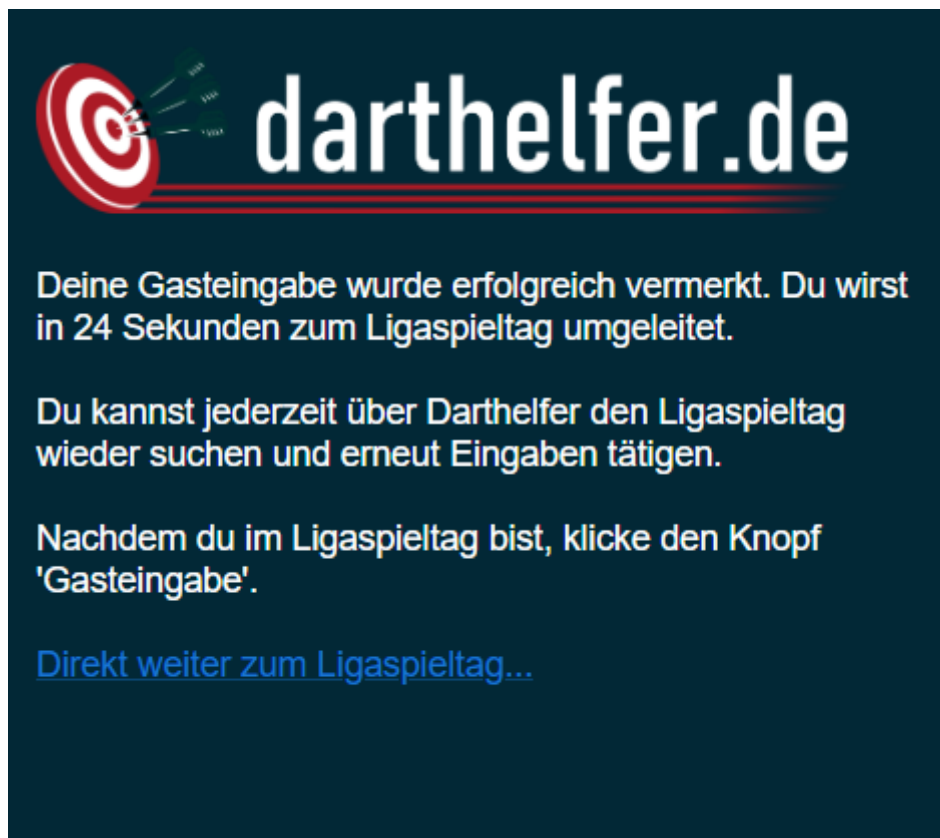 darthelfer.de
Deine Gasteingabe wurde erfolgreich vermerkt. Du wirst
in 24 Sekunden zum Ligaspieltag umgeleitet.
Du kannst jederzeit über Darthelfer den Ligaspieltag
wieder suchen und erneut Eingaben tätigen.
Nachdem du im Ligaspieltag bist, klicke den Knopf
'Gasteingabe'.
Direkt weiter zum Ligaspieltag...